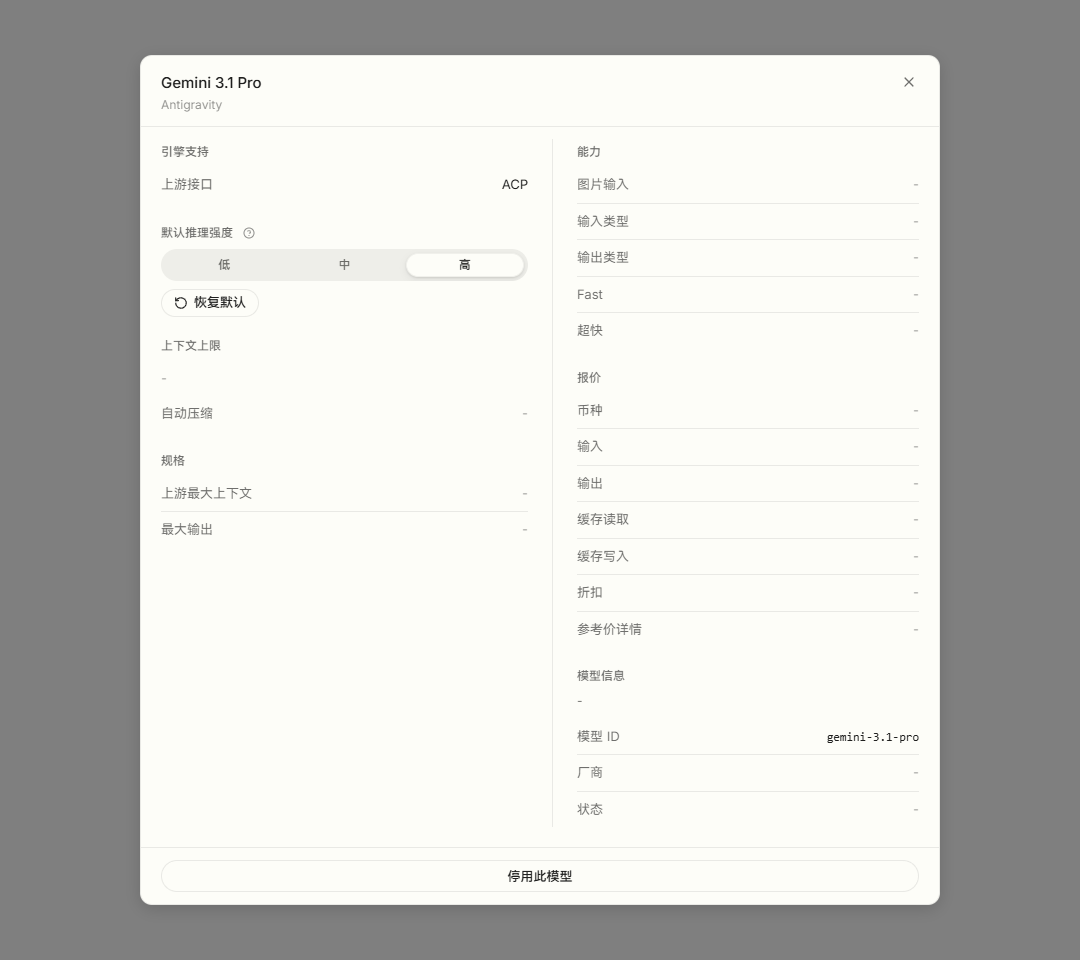 Gemini 3.1 Pro
Antigravity
引擎支持
上游接口 ACP
默认推理强度
低 中 高
恢复默认
上下文上限
-
自动压缩 -
规格
上游最大上下文 -
最大输出 -
能力
图片输入 -
输入类型 -
输出类型 -
Fast -
超快 -
报价
币种 -
输入 -
输出 -
缓存读取 -
缓存写入 -
折扣 -
参考价详情 -
模型信息
-
模型 ID gemini-3.1-pro
厂商 -
状态 -
停用此模型